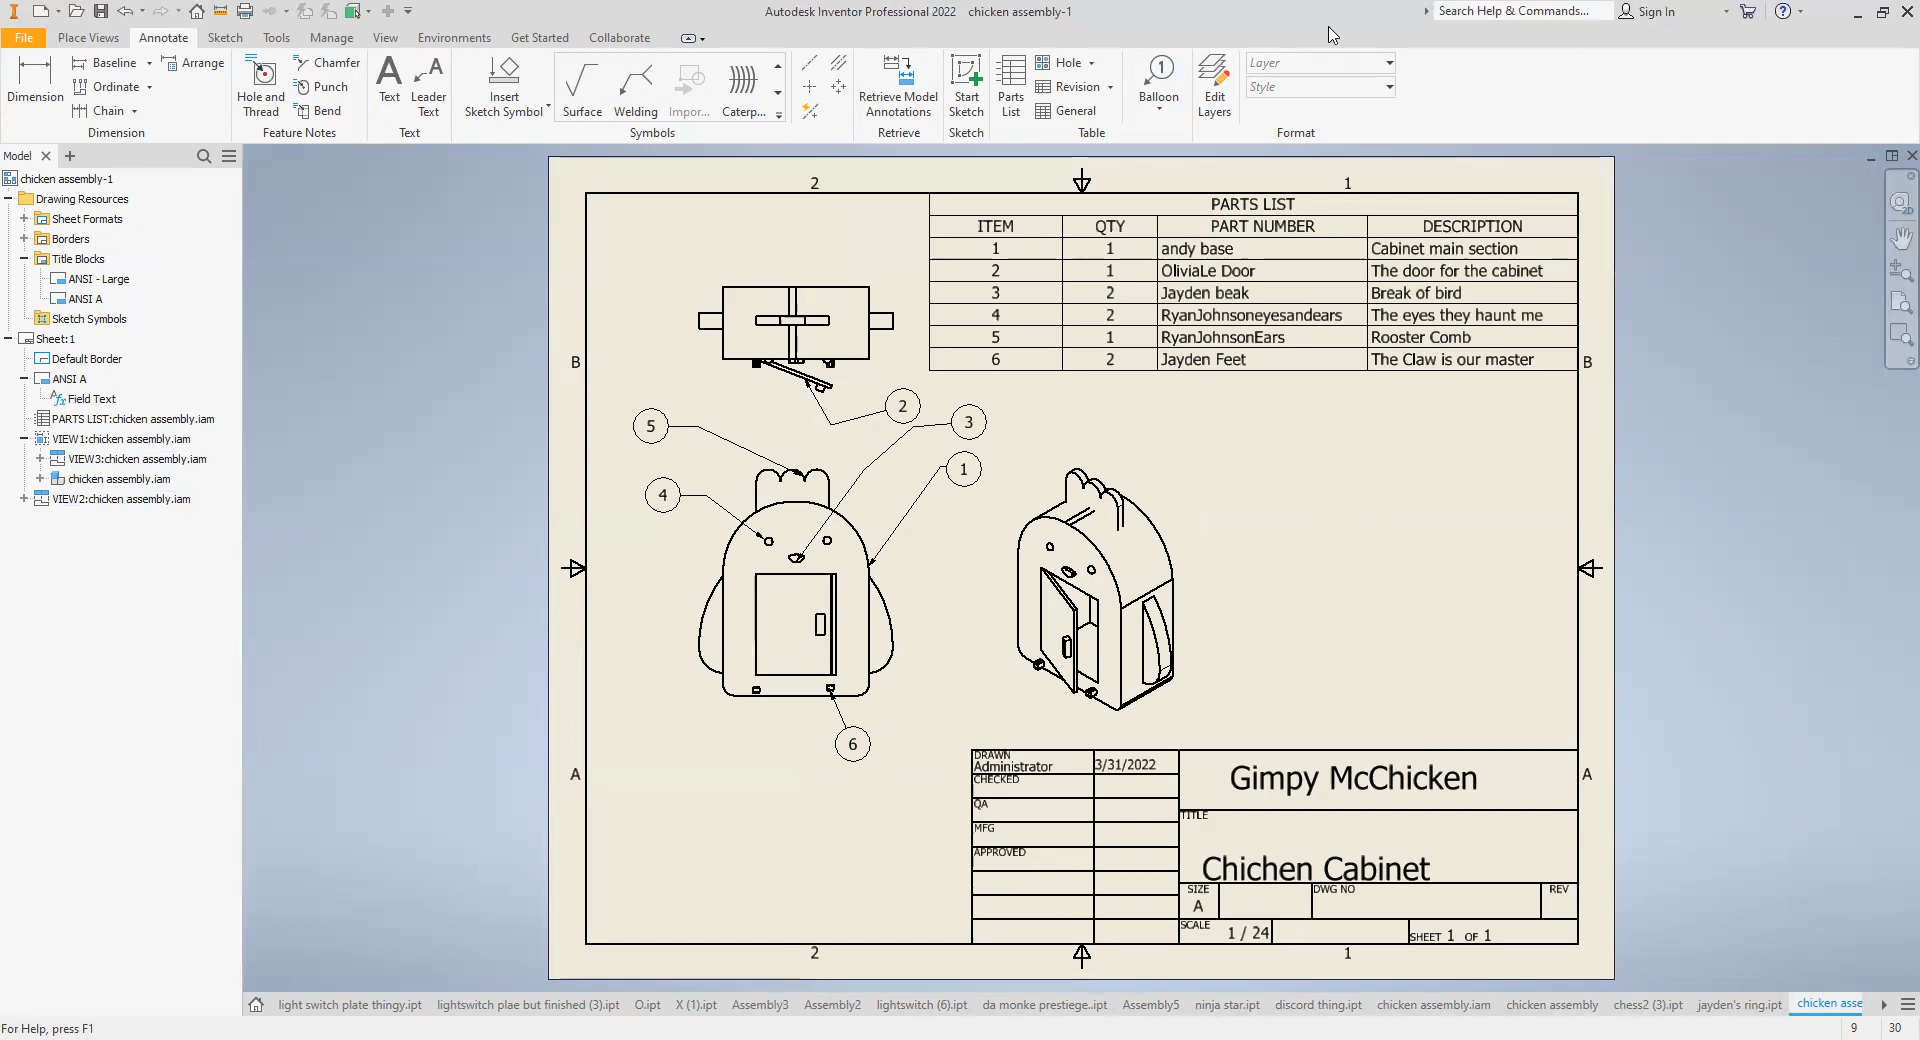 Autodesk Inventor Professional 2022 chicken assembly-1
Search Help & Commands...
Sign In
File
Place Views
Annotate
Sketch
Tools
Manage
View
Environments
Get Started
Collaborate
Dimension
Baseline
Ordinate
Chain
Arrange
Dimension
Hole and Thread
Chamfer
Punch
Bend
Feature Notes
Text
Leader Text
Text
Insert Sketch Symbol
Surface
Welding
Impor...
Caterp...
Symbols
Retrieve Model Annotations
Retrieve
Start Sketch
Sketch
Parts List
Hole
Revision
General
Table
Balloon
1
Edit Layers
Layer
Style
Format
Model
chicken assembly-1
Drawing Resources
Sheet Formats
Borders
Title Blocks
ANSI - Large
ANSI A
Sketch Symbols
Sheet:1
Default Border
ANSI A
Field Text
PARTS LIST:chicken assembly.iam
VIEW1:chicken assembly.iam
VIEW3:chicken assembly.iam
chicken assembly.iam
VIEW2:chicken assembly.iam
2 1
PARTS LIST
ITEM QTY PART NUMBER DESCRIPTION
1 1 andy base Cabinet main section
2 1 OliviaLe Door The door for the cabinet
3 2 Jayden beak Break of bird
4 2 RyanJohnsoneyesandears The eyes they haunt me
5 1 RyanJohnsonEars Rooster Comb
6 2 Jayden Feet The Claw is our master
B B
2
5
3
1
4
6
A A
DRAWN
Administrator 3/31/2022
CHECKED
QA
MFG
APPROVED
Gimpy McChicken
TITLE
Chichen Cabinet
SIZE
A
DWG NO
REV
SCALE
1 / 24
SHEET 1 OF 1
2 1
light switch plate thingy.ipt
lightswitch plae but finished (3).ipt
O.ipt
X (1).ipt
Assembly3
Assembly2
lightswitch (6).ipt
da monke prestiege..ipt
Assembly5
ninja star.ipt
discord thing.ipt
chicken assembly.iam
chicken assembly
chess2 (3).ipt
jayden's ring.ipt
chicken asse
For Help, press F1
9 30